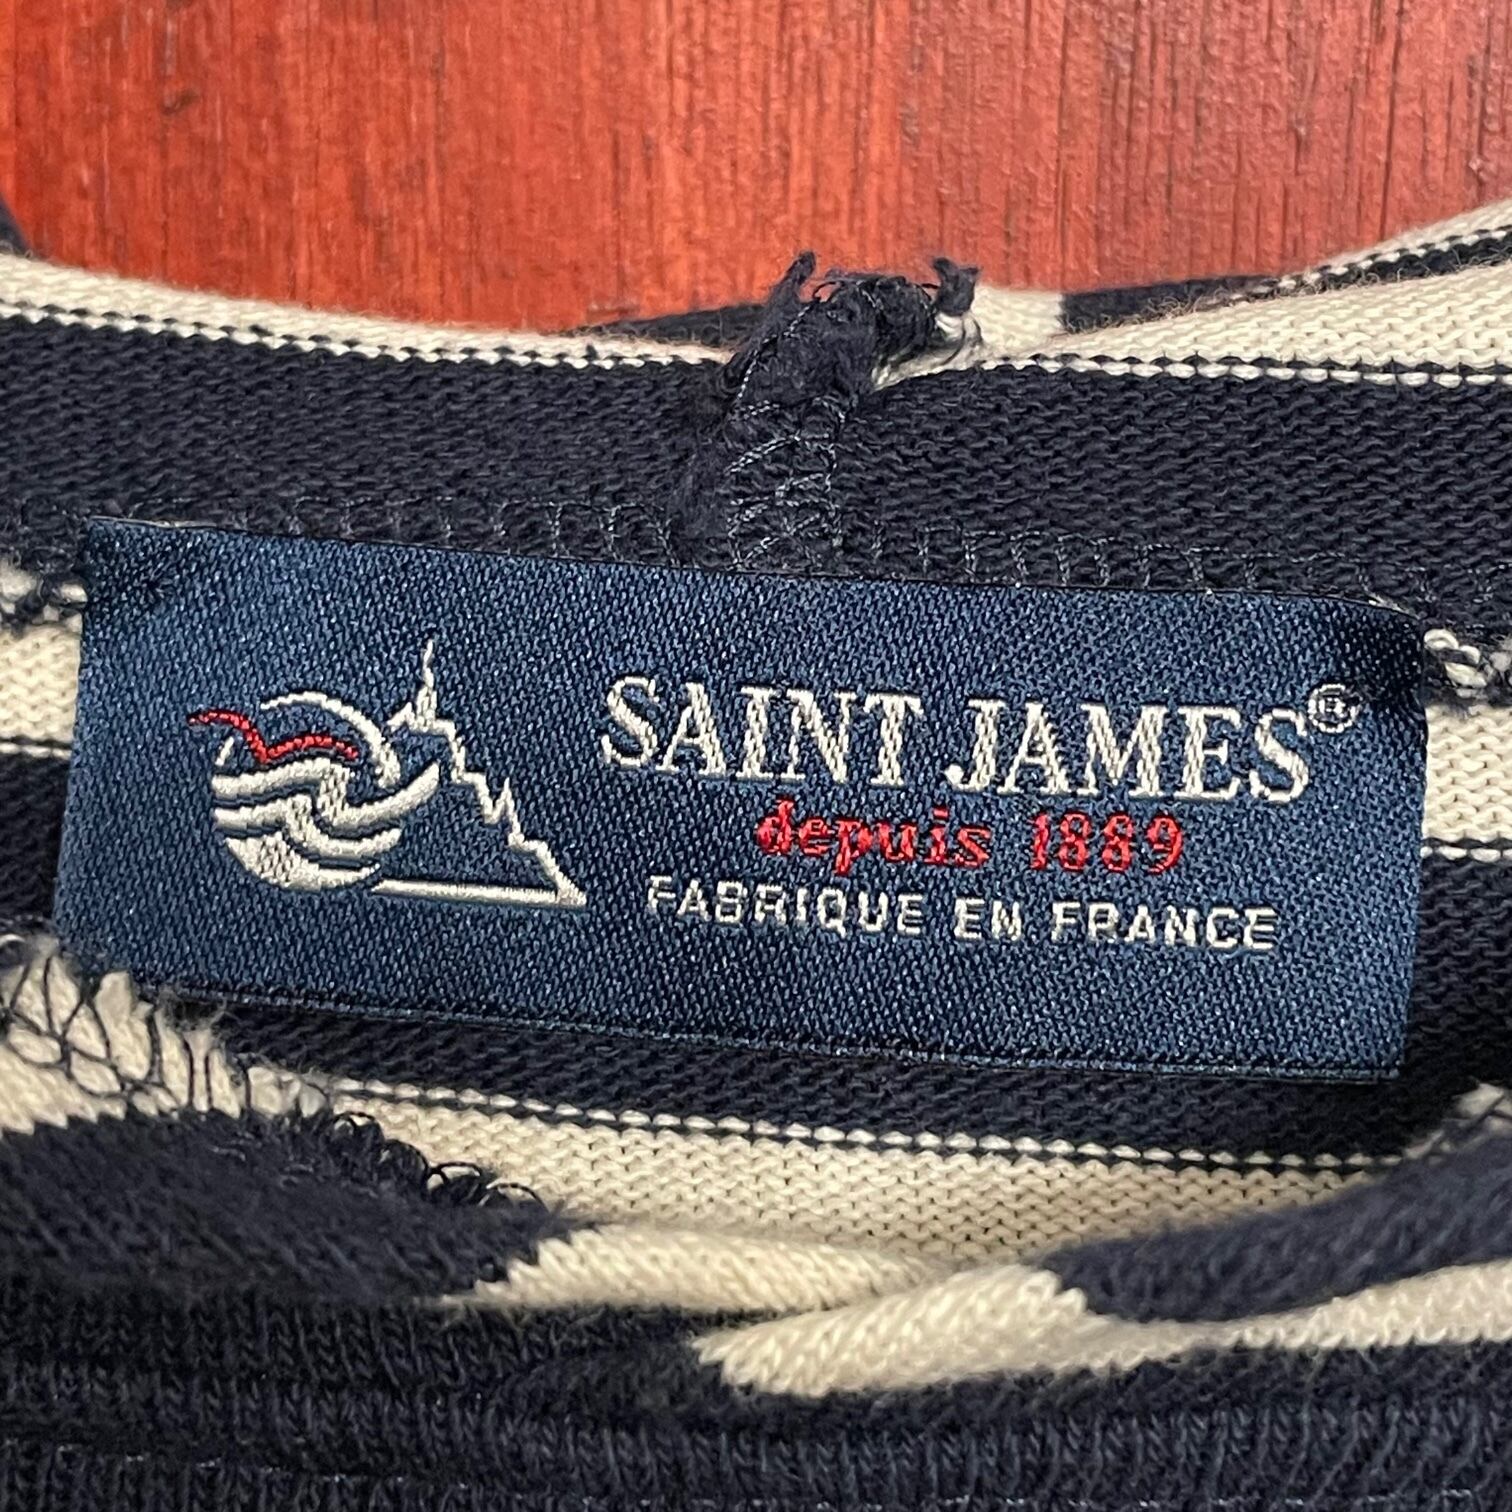 SAINT JAMES®
depuis 1889
FABRIQUE EN FRANCE